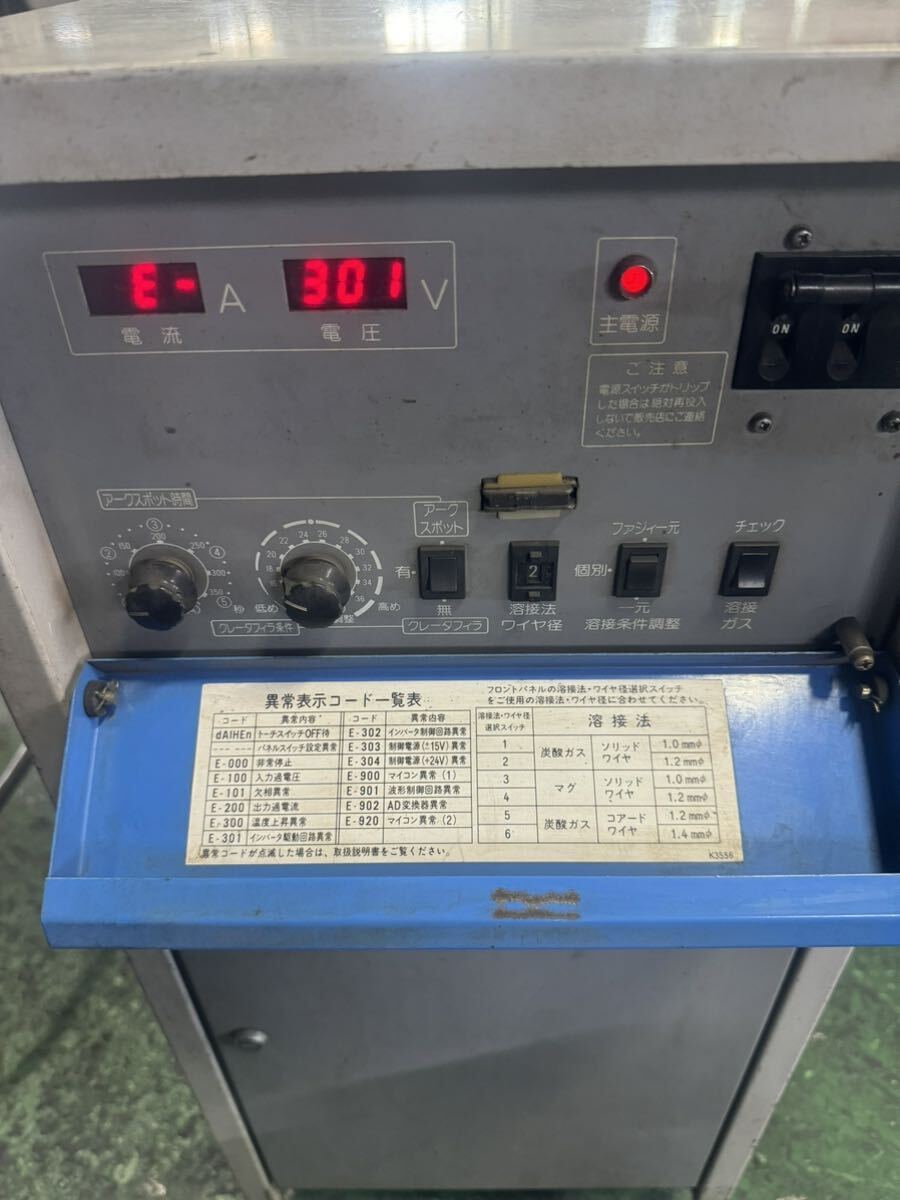 E- A 301 V
電流 電圧
主電源
ON ON
ご注意
電源スイッチがトリップ
した場合は絶対再投入
しないで販売店にご連絡
ください。
アークスポット時間
アーク
スポット
ファジィ一元
チェック
② ③ ④ ⑤ 秒
100 150 200 250 300 350
低め 高め
16 18 20 22 24 26 28 30 32 34 36
調整
クレータフィラ条件
有
無
クレータフィラ
2
溶接法
ワイヤ径
個別
一元
溶接条件調整
溶接
ガス
異常表示コード一覧表
コード 異常内容 コード 異常内容
dAIHEn トーチスイッチOFF待 E-302 インバータ制御回路異常
--- --- パネルスイッチ設定異常 E-303 制御電源(±15V)異常
E-000 非常停止 E-304 制御電源(+24V)異常
E-100 入力過電圧 E-900 マイコン異常(1)
E-101 欠相異常 E-901 波形制御回路異常
E-200 出力過電流 E-902 AD変換器異常
E-300 温度上昇異常 E-920 マイコン異常(2)
E-301 インバータ駆動回路異常
異常コードが点滅した場合は、取扱説明書をご覧ください。
フロントパネルの溶接法・ワイヤ径選択スイッチ
をご使用の溶接法・ワイヤ径に合わせてください。
溶接法・ワイヤ径
選択スイッチ
溶接法
1 炭酸ガス ソリッドワイヤ 1.0mmφ
2 1.2mmφ
3 マグ ソリッドワイヤ 1.0mmφ
4 1.2mmφ
5 炭酸ガス コアードワイヤ 1.2mmφ
6 1.4mmφ
K3556